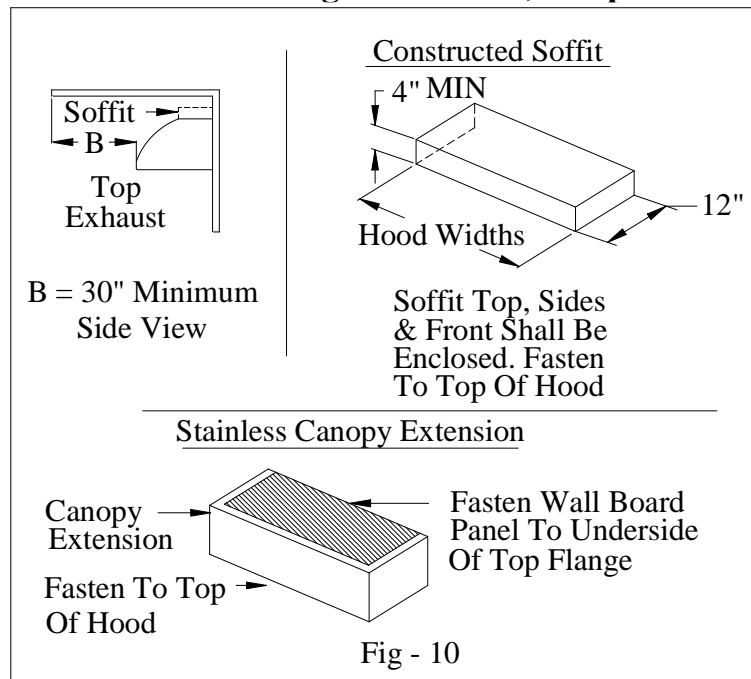 Soffit
B
Top
Exhaust
B = 30" Minimum
Side View
Constructed Soffit
4" MIN
12"
Hood Widths
Soffit Top, Sides
& Front Shall Be
Enclosed. Fasten
To Top Of Hood
Stainless Canopy Extension
Canopy
Extension
Fasten To Top
Of Hood
Fasten Wall Board
Panel To Underside
Of Top Flange
Fig - 10